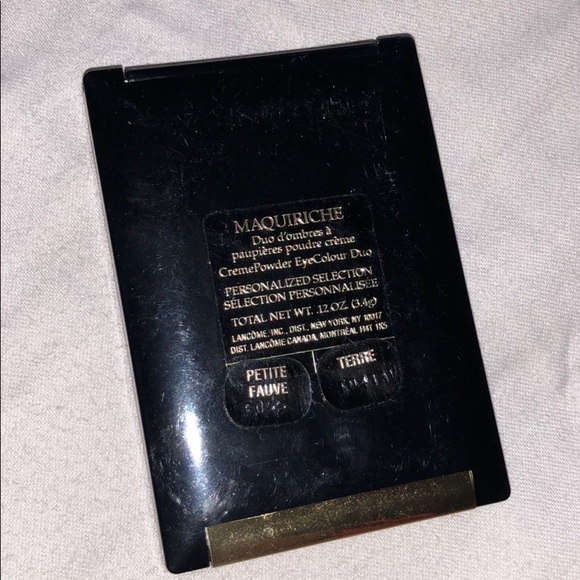 MAQUIRICHE
Duo d'ombres à
paupières poudre crème
CremePowder EyeColour Duo
PERSONALIZED SELECTION
SÉLECTION PERSONNALISÉE
TOTAL NET WT. .12 OZ. (3.4g)
LANCÔME, INC., DIST. NEW YORK, NY 10017
DIST. LANCÔME CANADA, MONTRÉAL H4T 1K5
PETITE FAUVE
TERRE